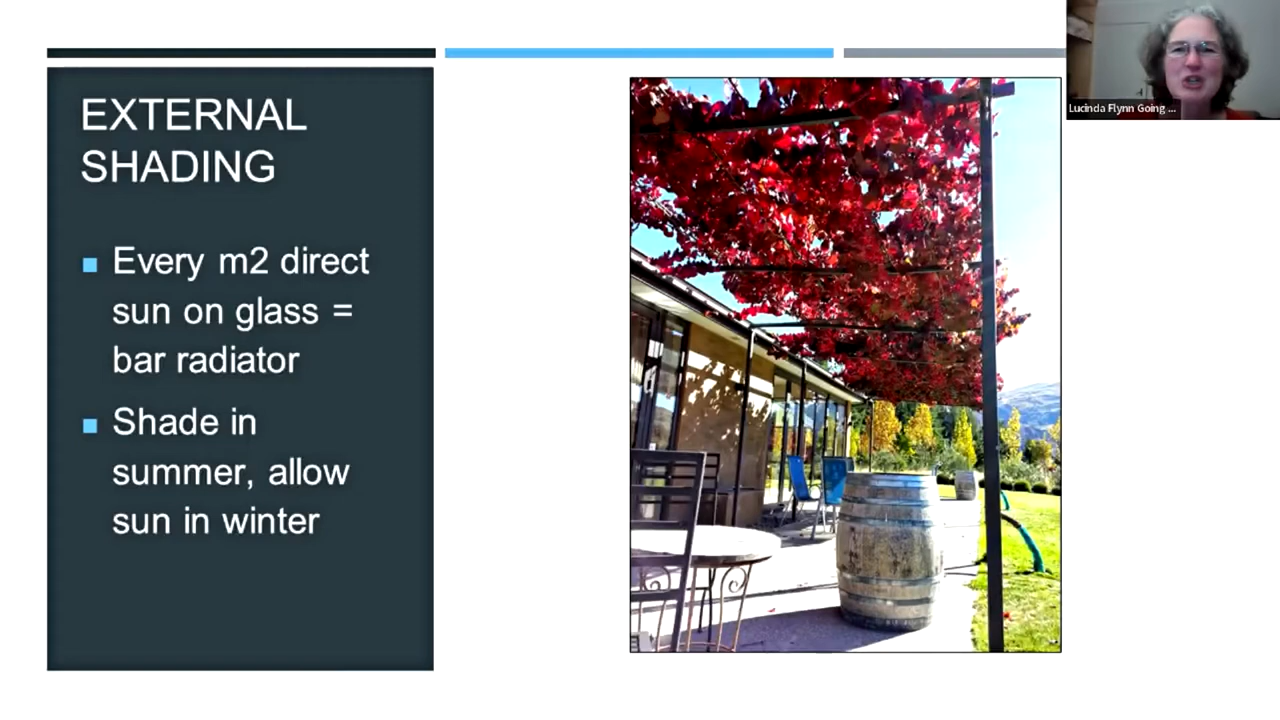 EXTERNAL
SHADING
Every m2 direct
sun on glass =
bar radiator
Shade in
summer, allow
sun in winter
Lucinda Flynn Going ...